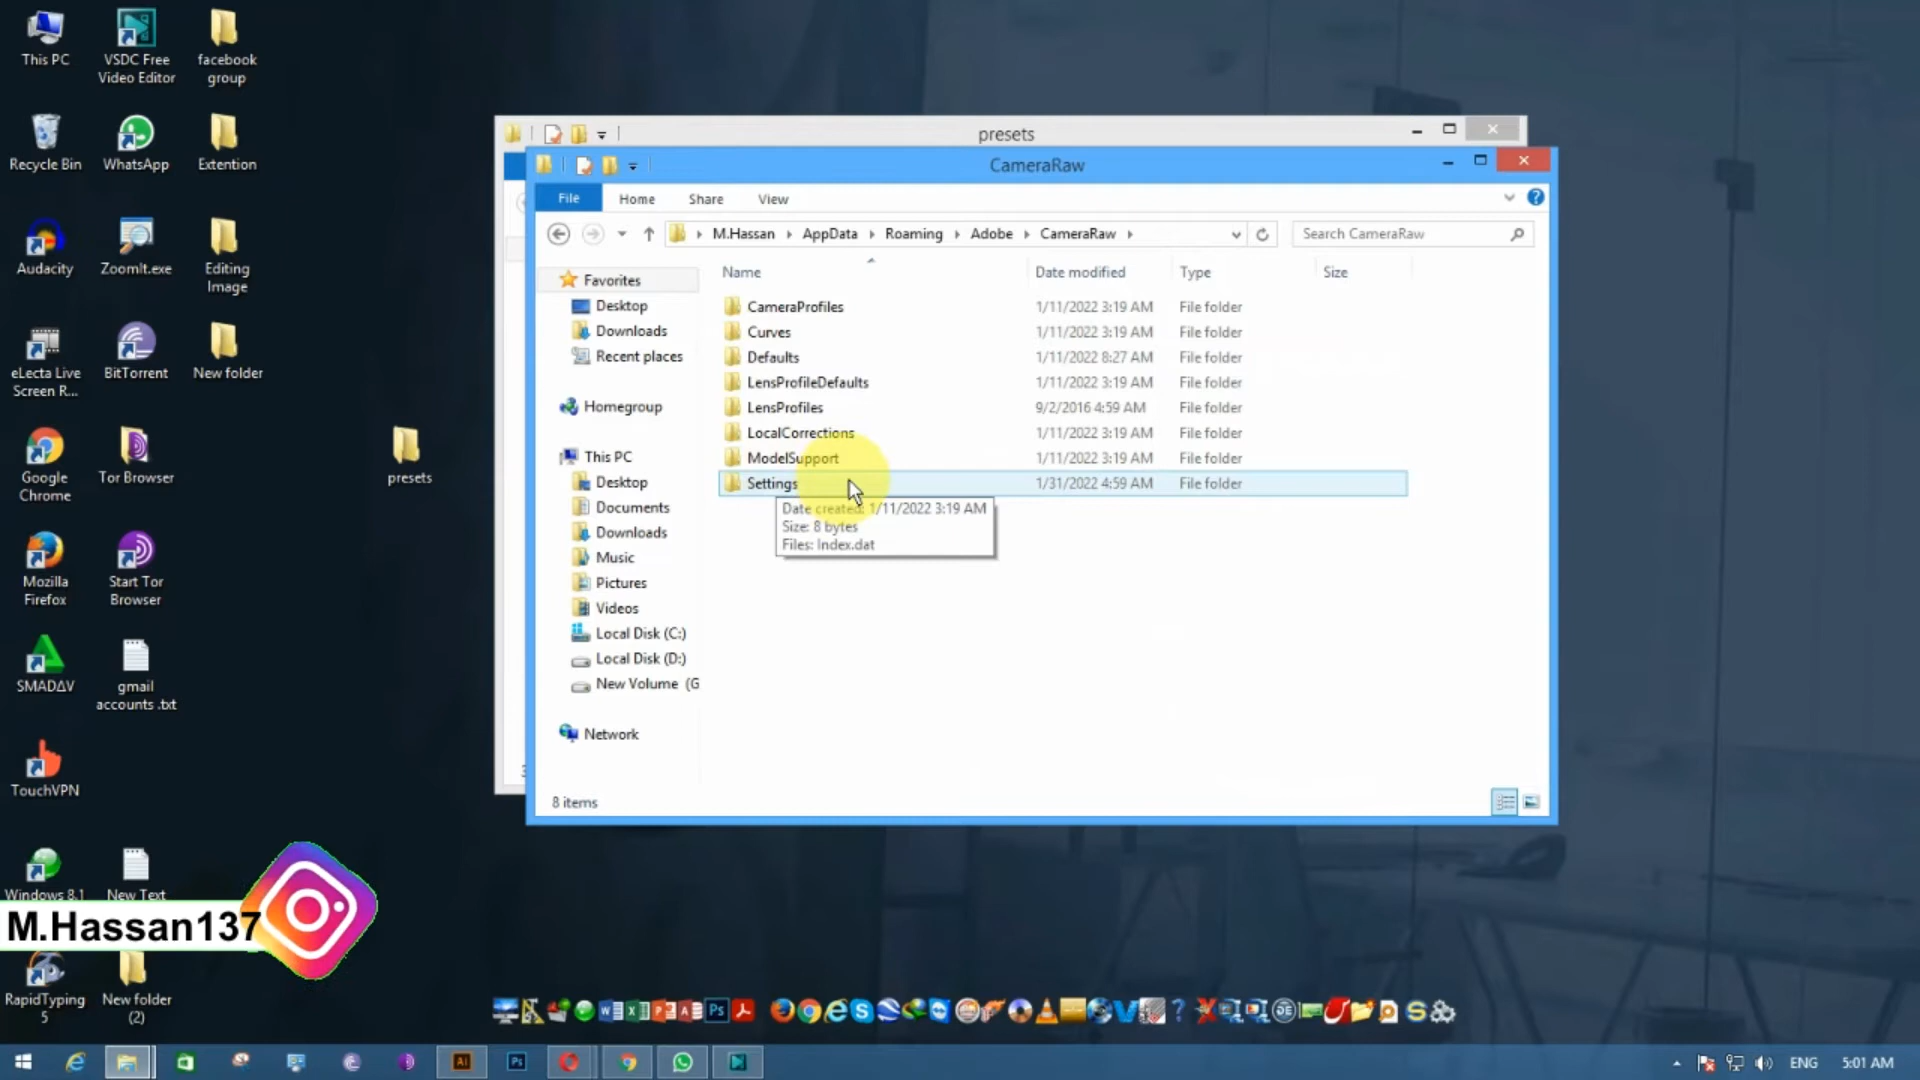 This PC
VSDC Free
Video Editor
facebook
group
Recycle Bin
WhatsApp
Extention
Audacity
ZoomIt.exe
Editing
Image
eLecta Live
Screen R...
BitTorrent
New folder
Google
Chrome
Tor Browser
presets
Mozilla
Firefox
Start Tor
Browser
SMADΔV
gmail
accounts .txt
TouchVPN
Windows 8.1
New Text
M.Hassan137
RapidTyping
5
New folder
(2)
presets
CameraRaw
File
Home
Share
View
M.Hassan
AppData
Roaming
Adobe
CameraRaw
Search CameraRaw
Name
Date modified
Type
Size
Favorites
Desktop
Downloads
Recent places
Homegroup
This PC
Desktop
Documents
Downloads
Music
Pictures
Videos
Local Disk (C:)
Local Disk (D:)
New Volume (G
Network
CameraProfiles 1/11/2022 3:19 AM File folder
Curves 1/11/2022 3:19 AM File folder
Defaults 1/11/2022 8:27 AM File folder
LensProfileDefaults 1/11/2022 3:19 AM File folder
LensProfiles 9/2/2016 4:59 AM File folder
LocalCorrections 1/11/2022 3:19 AM File folder
ModelSupport 1/11/2022 3:19 AM File folder
Settings 1/31/2022 4:59 AM File folder
Date created: 1/11/2022 3:19 AM
Size: 8 bytes
Files: Index.dat
8 items
ENG
5:01 AM